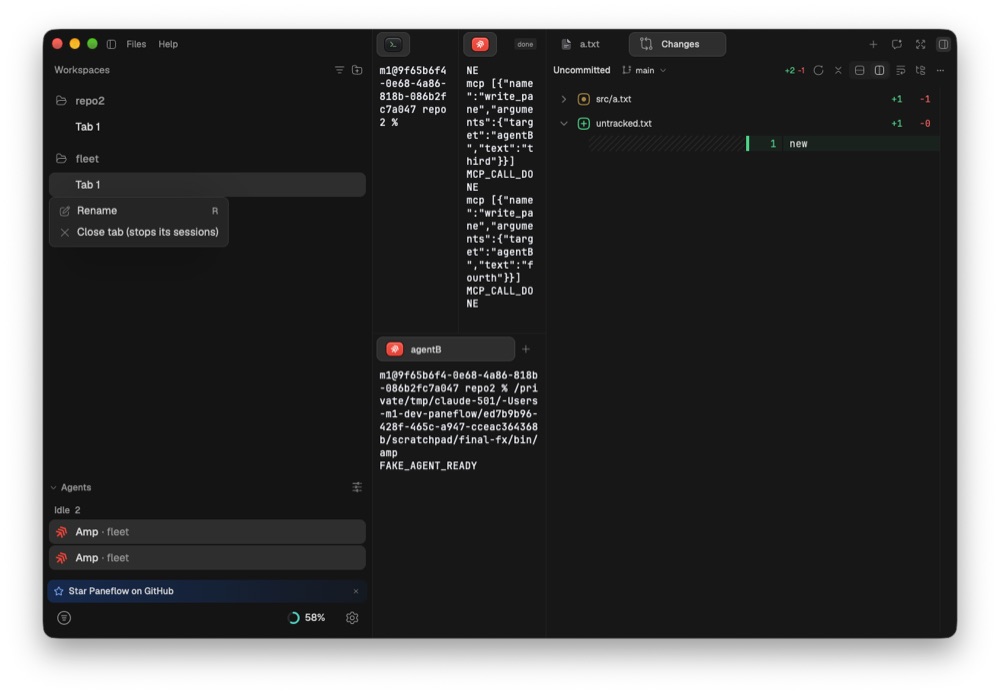 Files Help
Workspaces
repo2
Tab 1
fleet
Tab 1
Rename R
Close tab (stops its sessions)
Agents
Idle 2
Amp · fleet
Amp · fleet
Star Paneflow on GitHub ×
58%
m1@9f65b6f4
-0e68-4a86-
818b-086b2f
c7a047 repo
2 %
done
NE
mcp [{"name
":"write_pa
ne","argume
nts":{"targ
et":"agentB
","text":"t
hird"}}]
MCP_CALL_DO
NE
mcp [{"name
":"write_pa
ne","argume
nts":{"targ
et":"agentB
","text":"f
ourth"}}]
MCP_CALL_DO
NE
agentB +
m1@9f65b6f4-0e68-4a86-818b
-086b2fc7a047 repo2 % /pri
vate/tmp/claude-501/-Users
-m1-dev-paneflow/ed7b9b96-
428f-465c-a947-cceac364368
b/scratchpad/final-fx/bin/
amp
FAKE_AGENT_READY
a.txt Changes
Uncommitted main +2 -1
src/a.txt +1 -1
untracked.txt +1 -0
1 new